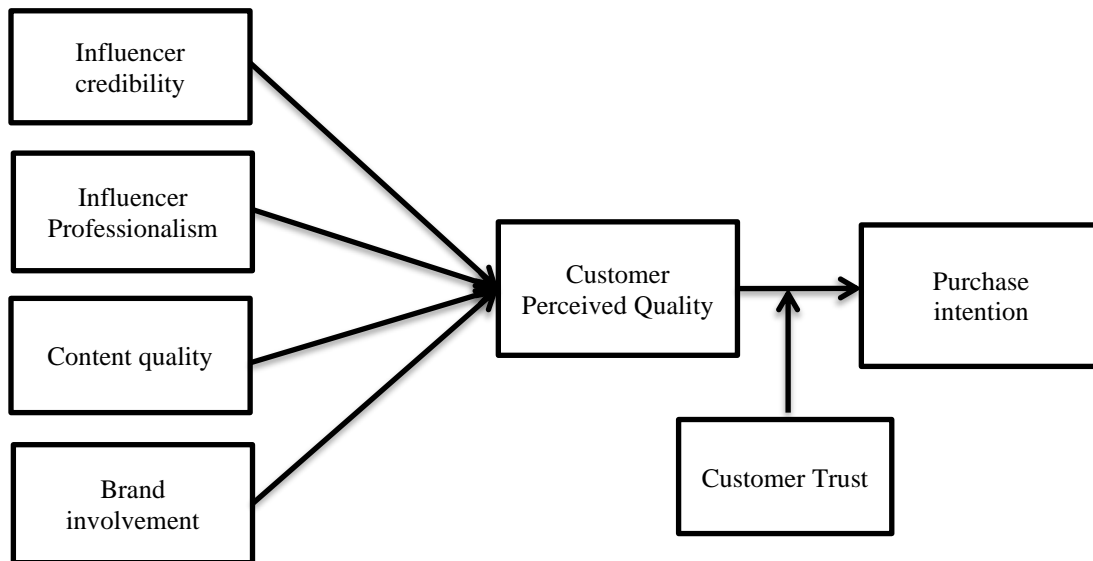 Influencer
credibility
Influencer
Professionalism
Content quality
Brand
involvement
Customer
Perceived Quality
Purchase
intention
Customer Trust